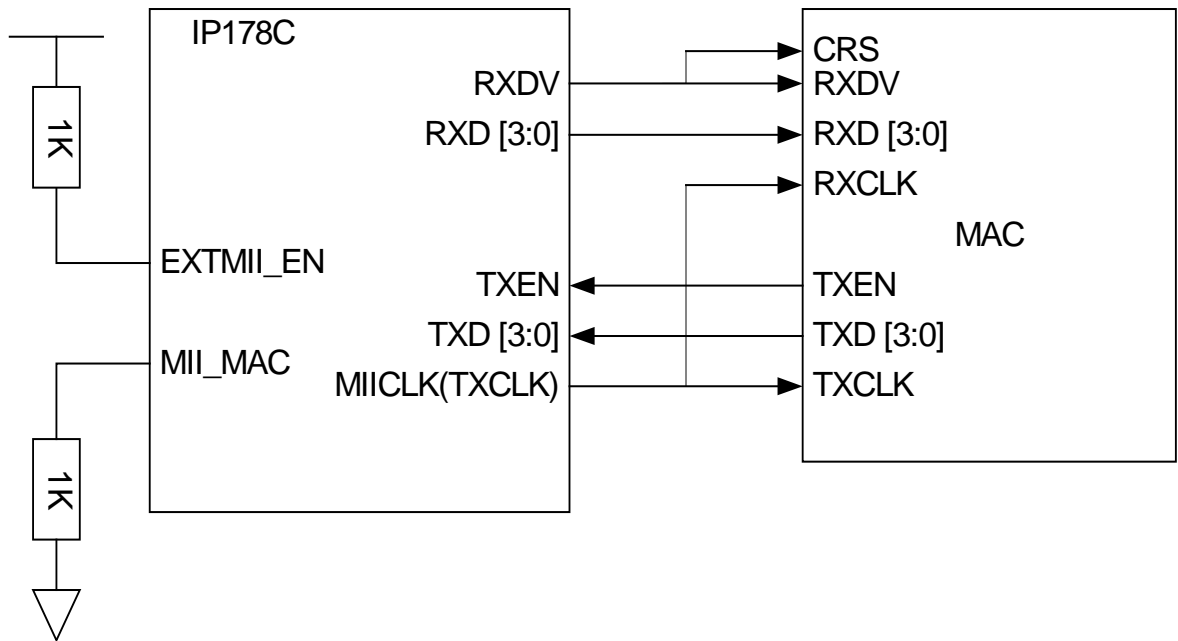 IP178C
RXDV
RXD [3:0]
EXTMII_EN
TXEN
TXD [3:0]
MII_MAC
MIICLK(TXCLK)
1K
1K
CRS
RXDV
RXD [3:0]
RXCLK
MAC
TXEN
TXD [3:0]
TXCLK